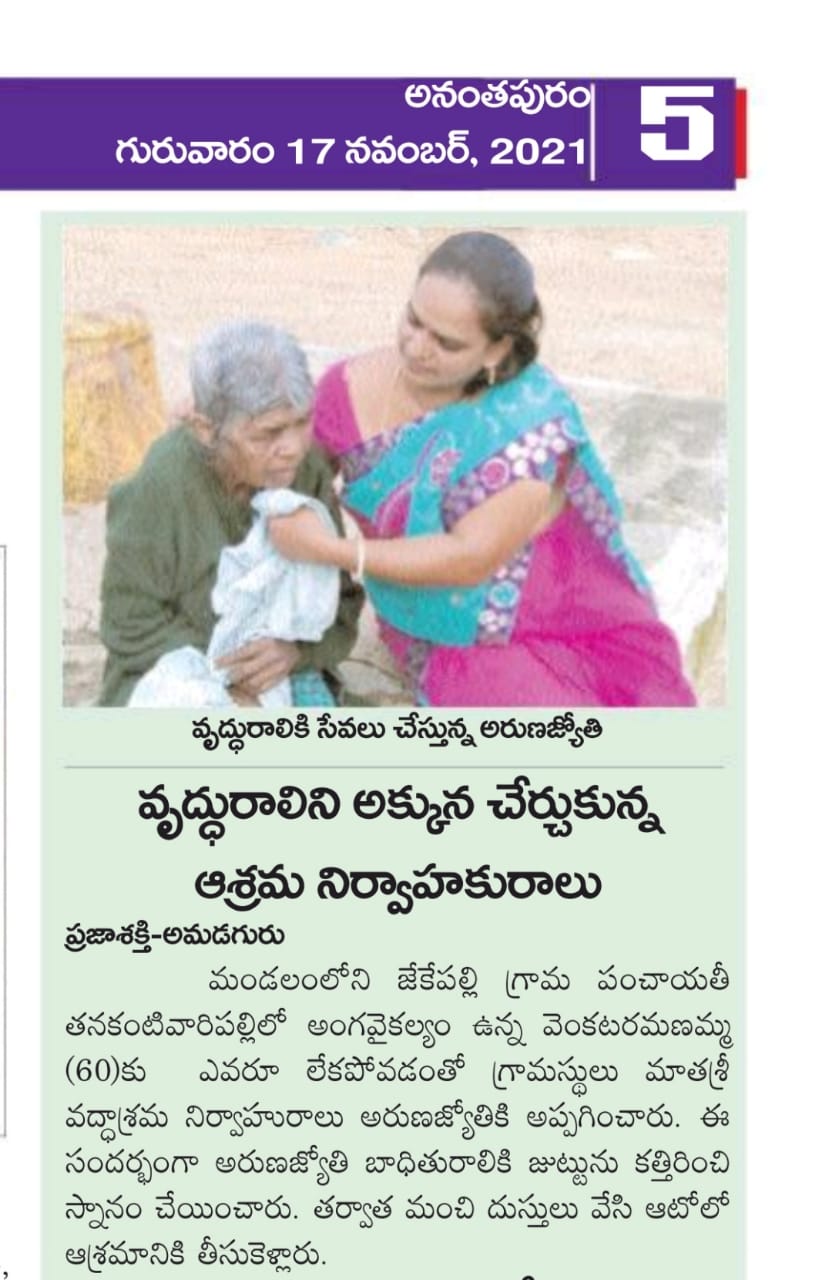 అనంతపురం
గురువారం 17 నవంబర్, 2021
5
వృద్ధురాలికి సేవలు చేస్తున్న అరుణజ్యోతి
వృద్ధురాలిని అక్కున చేర్చుకున్న
ఆశ్రమ నిర్వాహకురాలు
ప్రజాశక్తి-అమడగురు
మండలంలోని జేకేపల్లి గ్రామ పంచాయతీ
తనకంటివారిపల్లిలో అంగవైకల్యం ఉన్న వెంకటరమణమ్మ
(60)కు ఎవరూ లేకపోవడంతో గ్రామస్థులు మాతశ్రీ
వద్ధాశ్రమ నిర్వాహురాలు అరుణజ్యోతికి అప్పగించారు. ఈ
సందర్భంగా అరుణజ్యోతి బాధితురాలికి జుట్టును కత్తిరించి
స్నానం చేయించారు. తర్వాత మంచి దుస్తులు వేసి ఆటోలో
ఆశ్రమానికి తీసుకెళ్లారు.